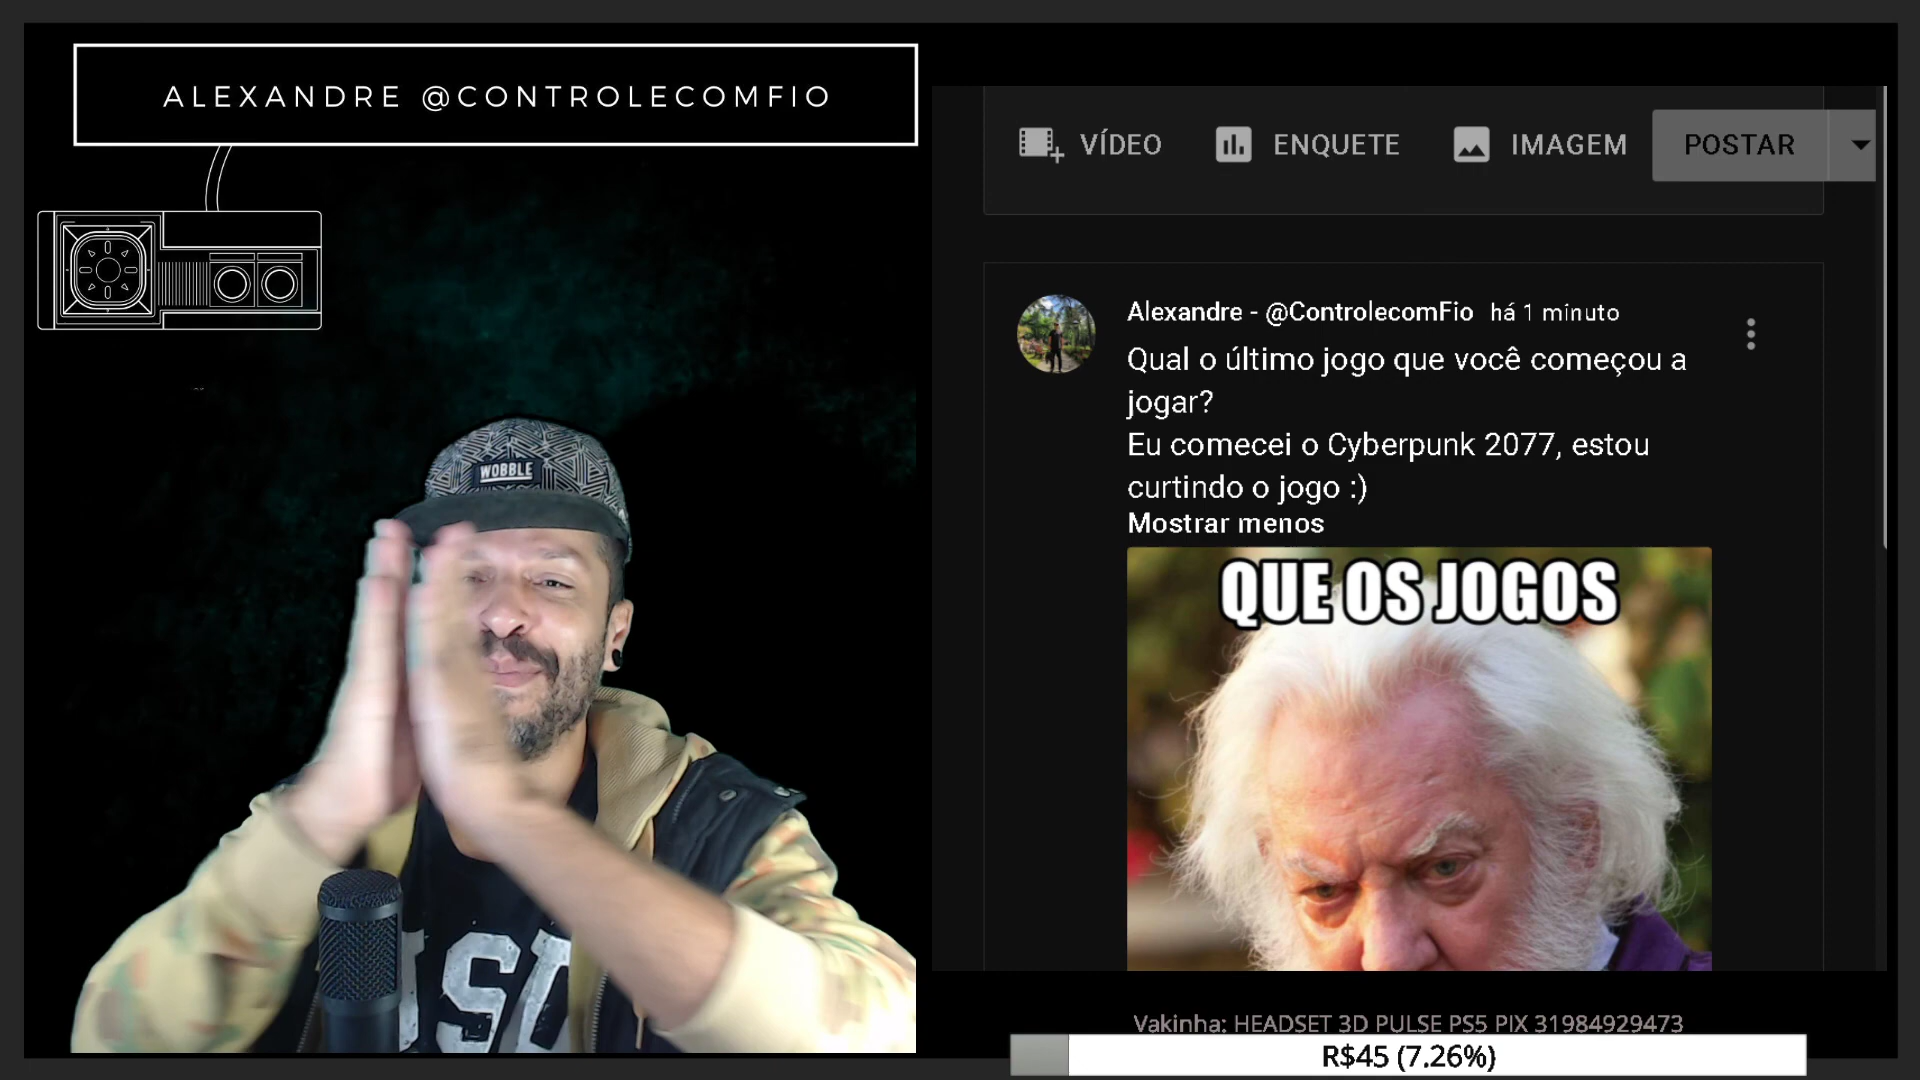 ALEXANDRE @CONTROLECOMFIO
WOBBLE
VÍDEO
ENQUETE
IMAGEM
POSTAR
Alexandre - @ControlecomFio há 1 minuto
Qual o último jogo que você começou a
jogar?
Eu comecei o Cyberpunk 2077, estou
curtindo o jogo :)
Mostrar menos
QUE OS JOGOS
Vakinha: HEADSET 3D PULSE PS5 PIX 31984929473
R$45 (7.26%)